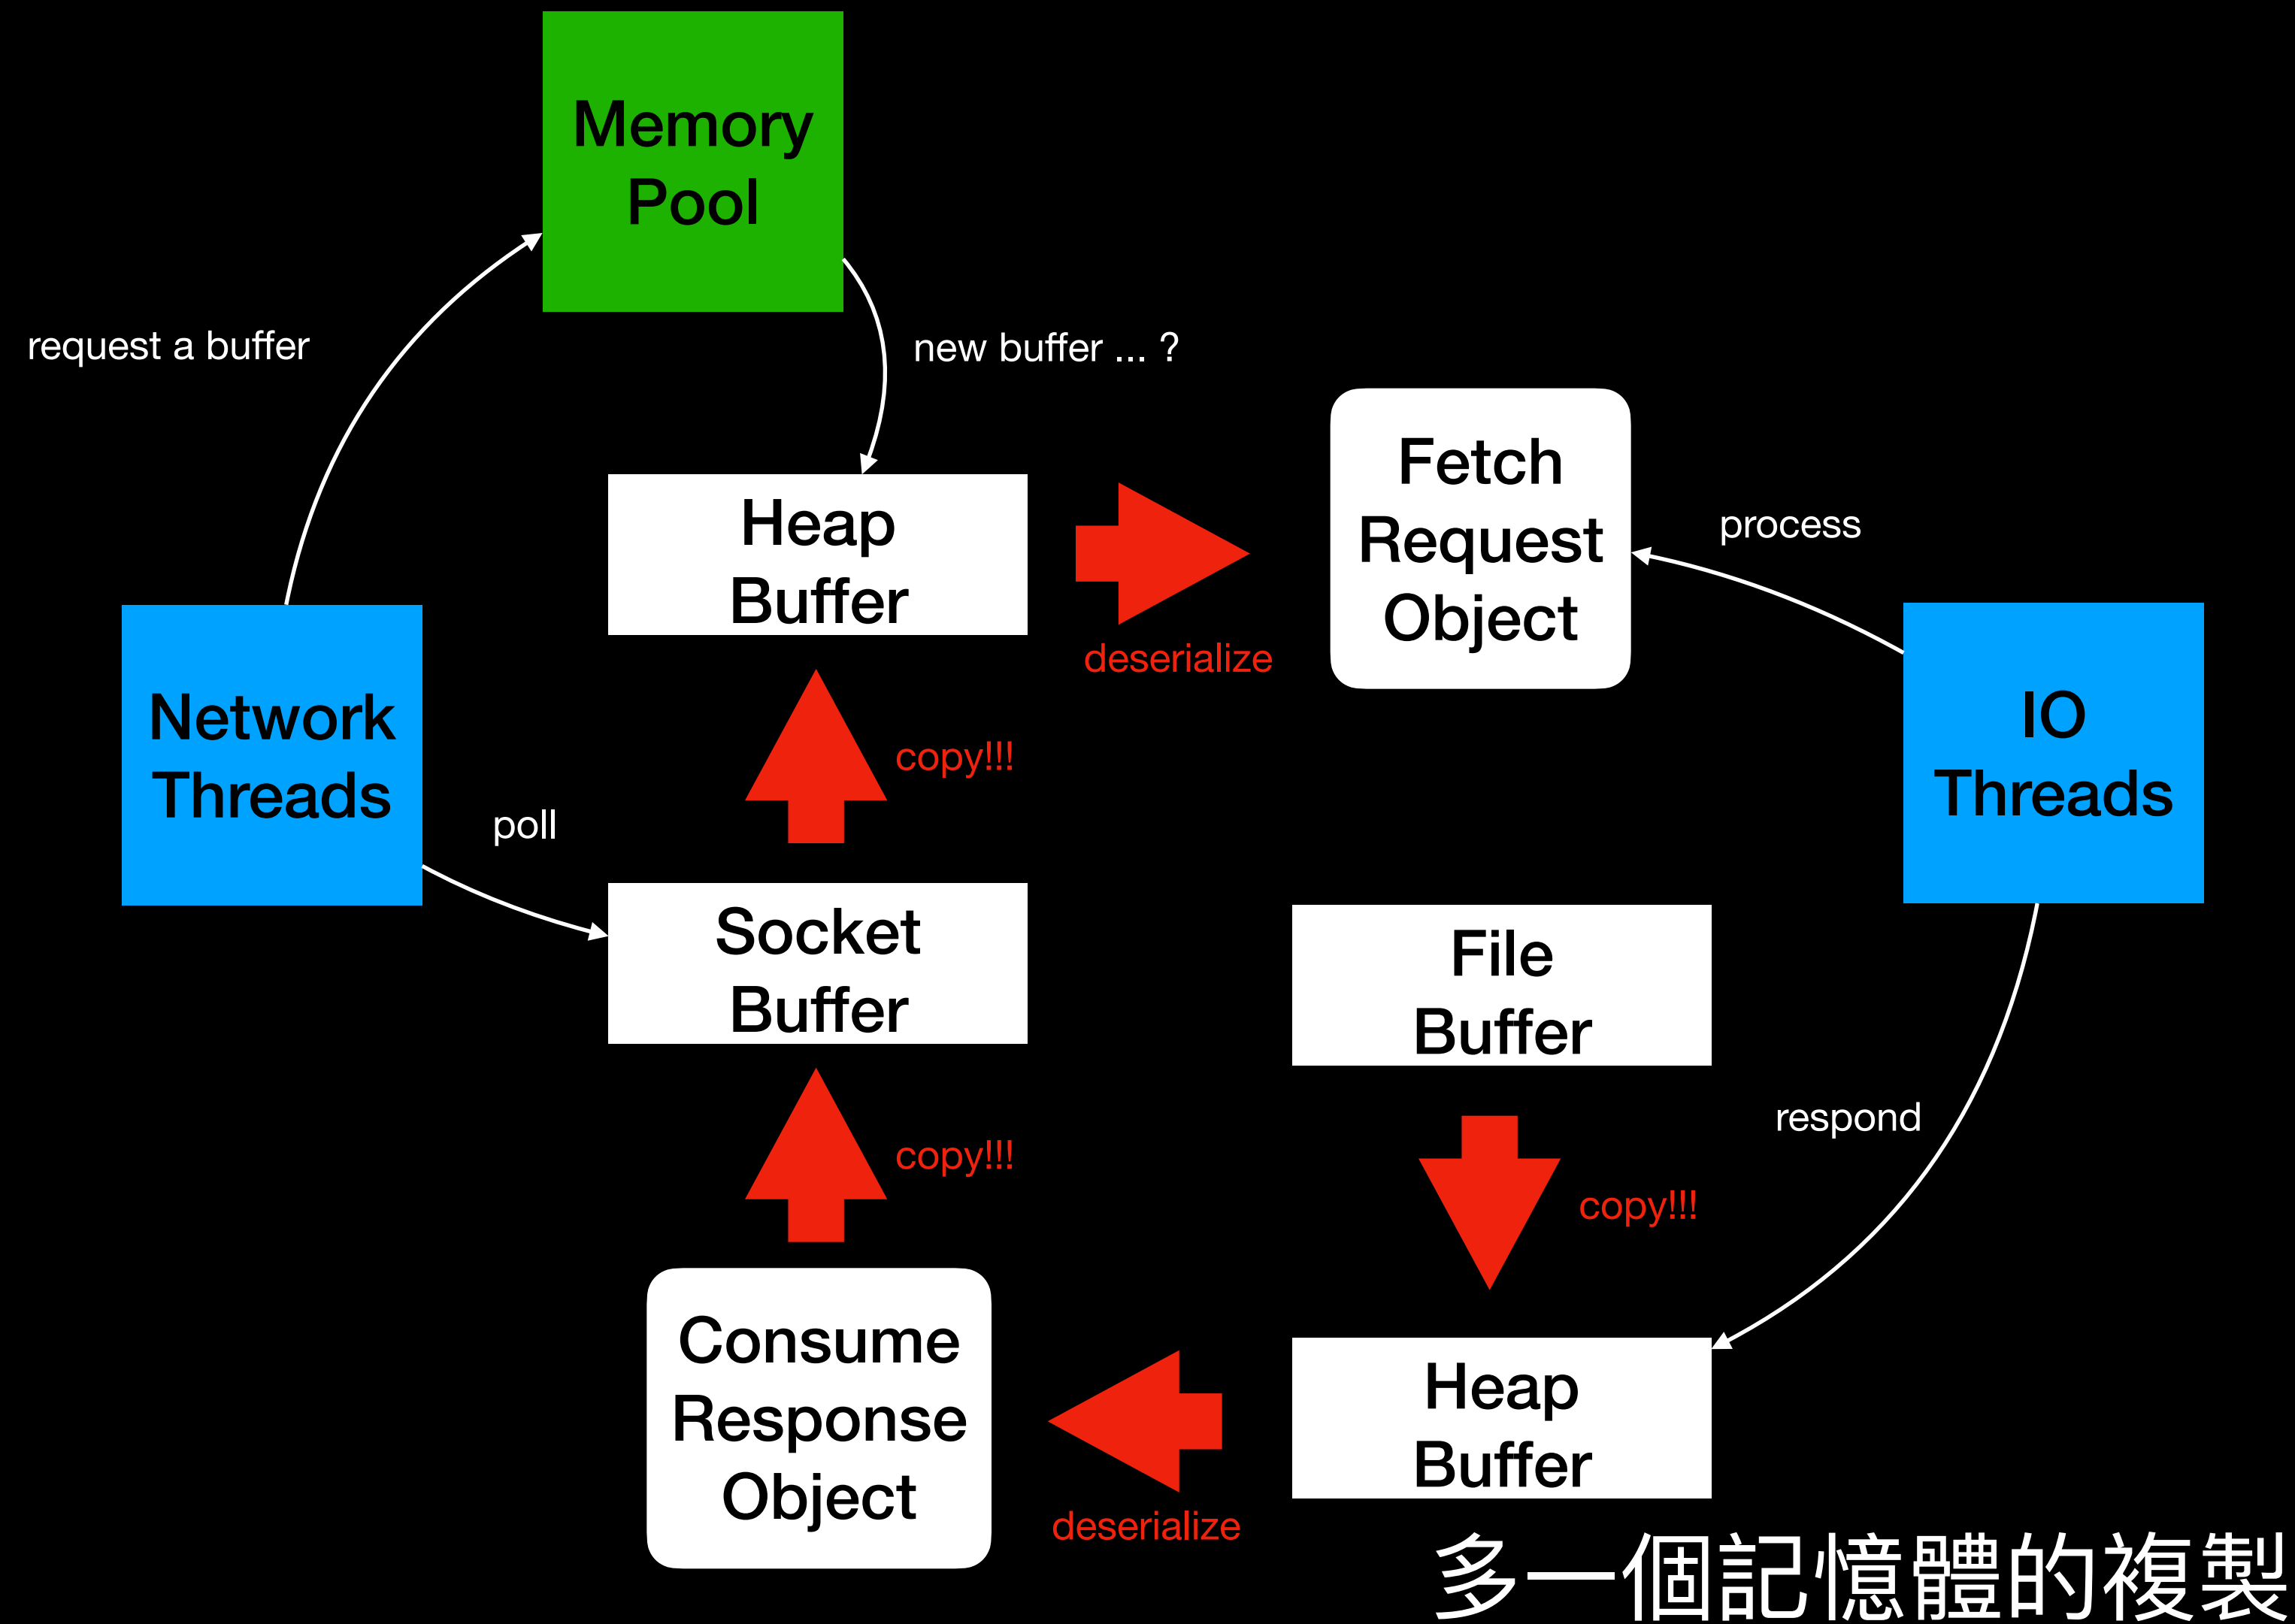 Memory
Pool
request a buffer
new buffer ... ?
Heap
Buffer
deserialize
Fetch
Request
Object
process
Network
Threads
IO
Threads
copy!!!
poll
Socket
Buffer
File
Buffer
respond
copy!!!
copy!!!
Consume
Response
Object
deserialize
Heap
Buffer
多一個記憶體的複製